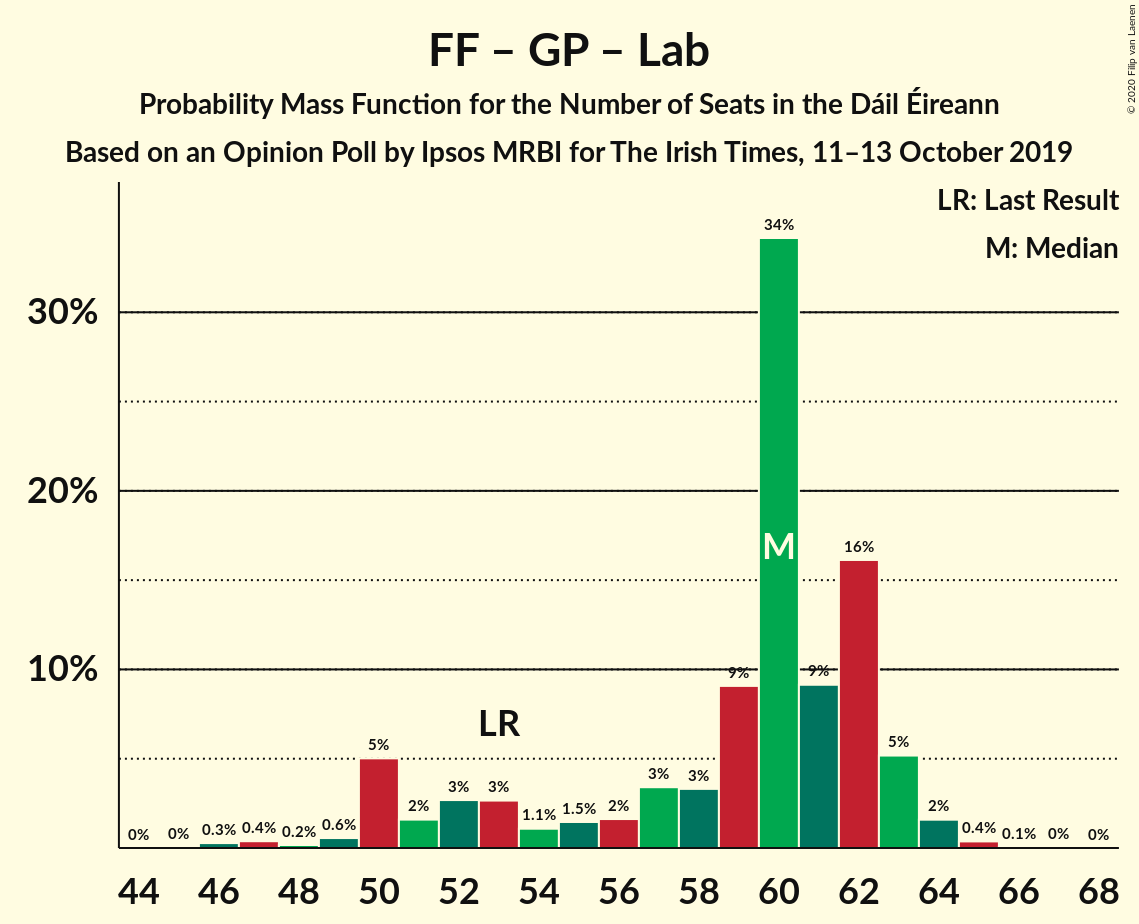 FF – GP – Lab
Probability Mass Function for the Number of Seats in the Dáil Éireann
Based on an Opinion Poll by Ipsos MRBI for The Irish Times, 11–13 October 2019
© 2020 Filip van Laenen
LR: Last Result
M: Median
30%
20%
10%
0% 0% 0.3% 0.4% 0.2% 0.6% 5% 2% 3% 3% 1.1% 1.5% 2% 3% 3% 9% 34% 9% 16% 5% 2% 0.4% 0.1% 0% 0%
LR
M
44 46 48 50 52 54 56 58 60 62 64 66 68